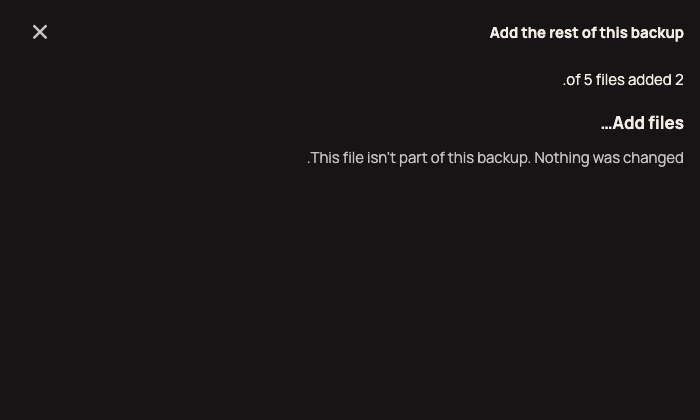 Add the rest of this backup
.of 5 files added 2
…Add files
.This file isn't part of this backup. Nothing was changed